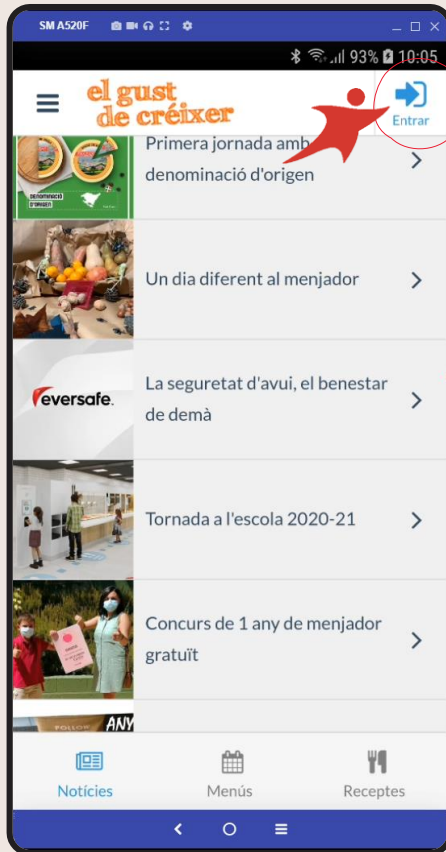 SM A520F
93% 10:05
el gust
de créixer
Entrar
Primera jornada amb
denominació d'origen
DENOMINACIÓ
D'ORIGEN
Un dia diferent al menjador
eversafe.
La seguretat d'avui, el benestar
de demà
Tornada a l'escola 2020-21
Concurs de 1 any de menjador
gratuït
ANY
Notícies
Menús
Receptes